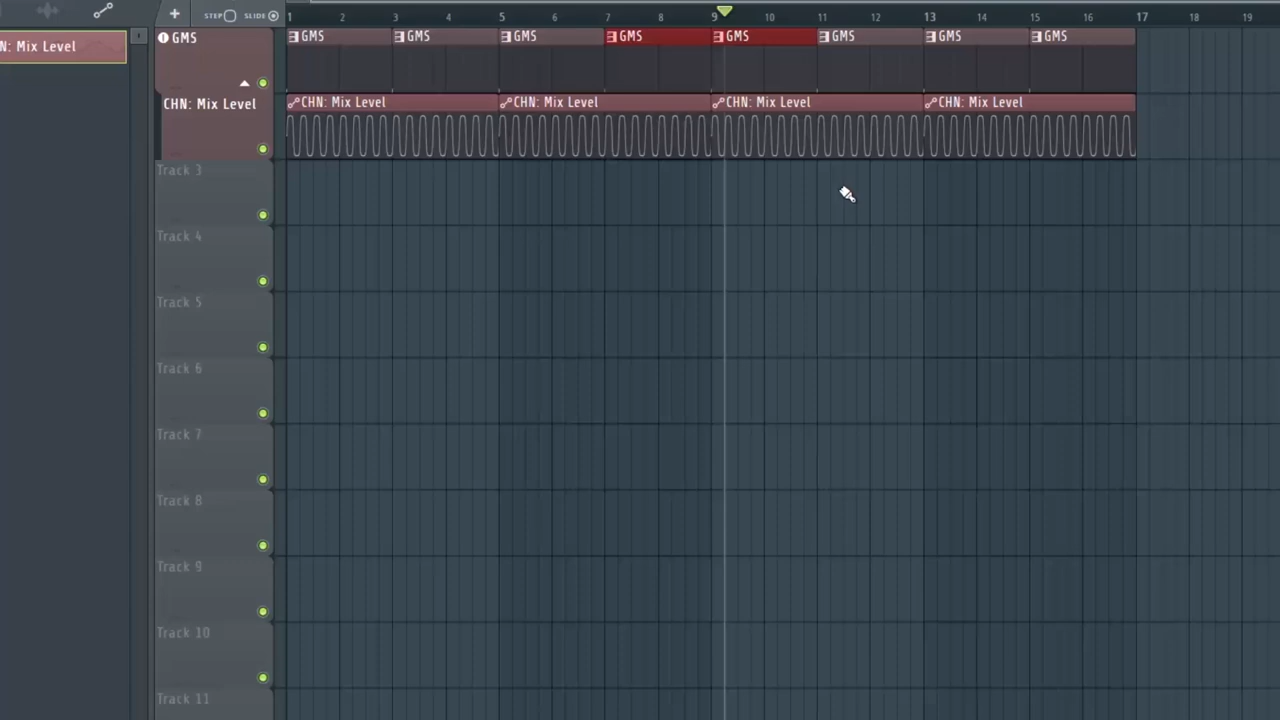 N: Mix Level
+ STEP SLIDE 1 2 3 4 5 6 7 8 9 10 11 12 13 14 15 16 17 18 19
GMS GMS GMS GMS GMS GMS GMS GMS GMS
CHN: Mix Level CHN: Mix Level CHN: Mix Level CHN: Mix Level CHN: Mix Level
Track 3
Track 4
Track 5
Track 6
Track 7
Track 8
Track 9
Track 10
Track 11